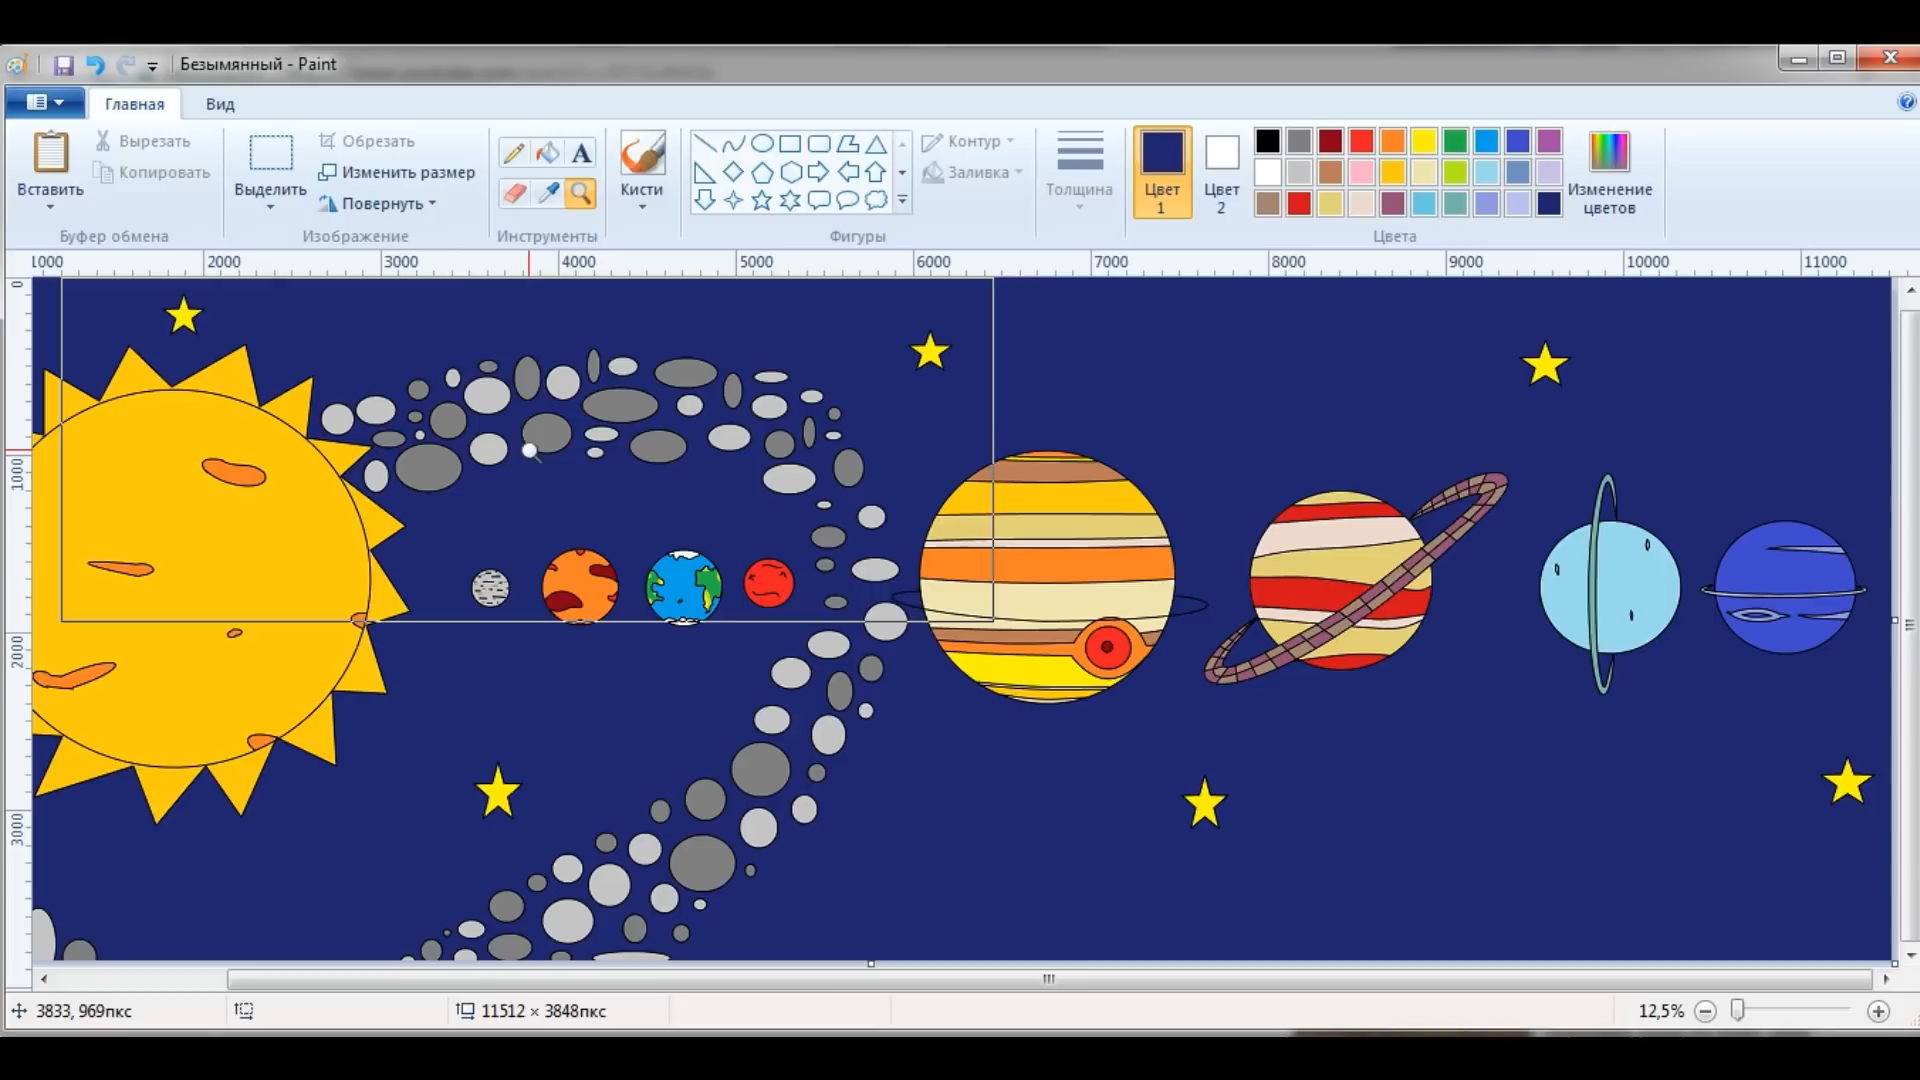 Безымянный - Paint
Главная
Вид
Вставить
Вырезать
Копировать
Буфер обмена
Выделить
Обрезать
Изменить размер
Повернуть
Изображение
A
Инструменты
Кисти
Контур
Заливка
Фигуры
Толщина
Цвет
1
Цвет
2
Изменение
цветов
Цвета
1000 2000 3000 4000 5000 6000 7000 8000 9000 10000 11000
0
1000
2000
3000
3833, 969пкс
11512 × 3848пкс
12,5%